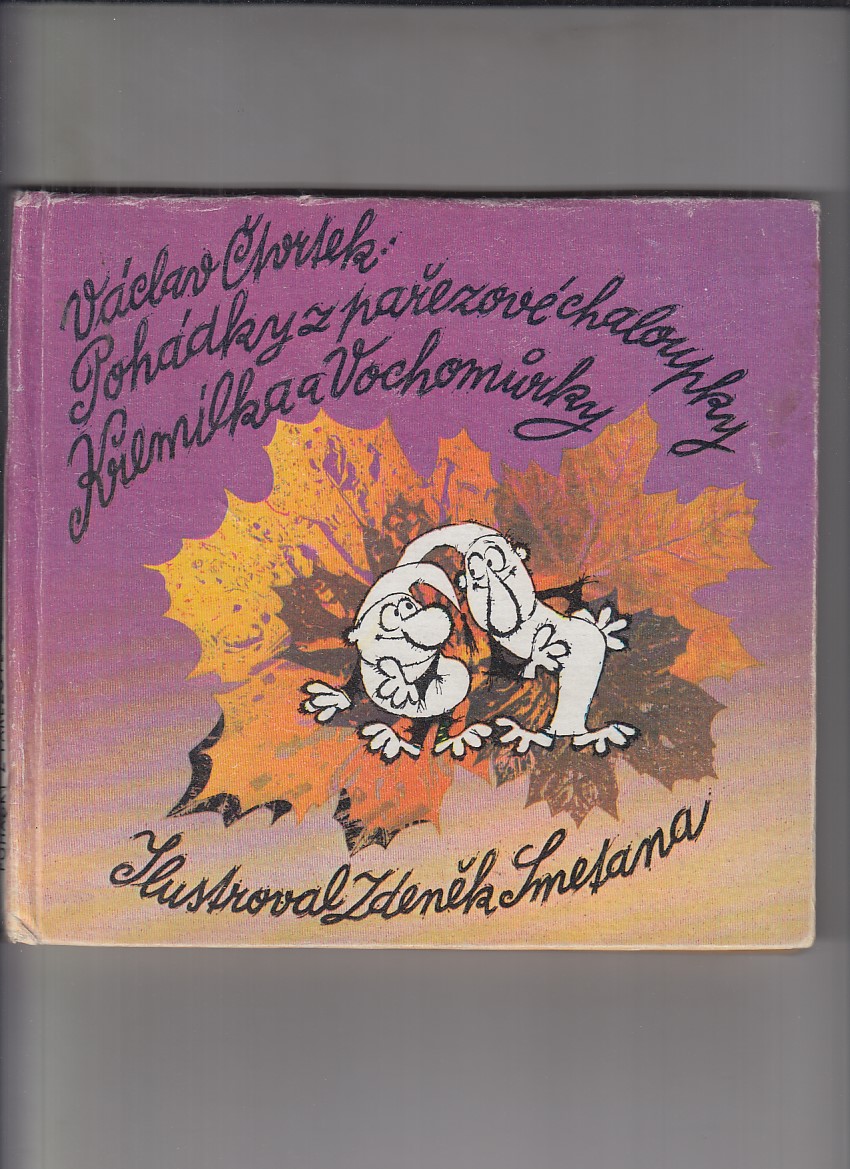 Václav Čtvrtek:
Pohádky z pařezové chaloupky
Křemílka a Vochomůrky
Ilustroval Zdeněk Smetana